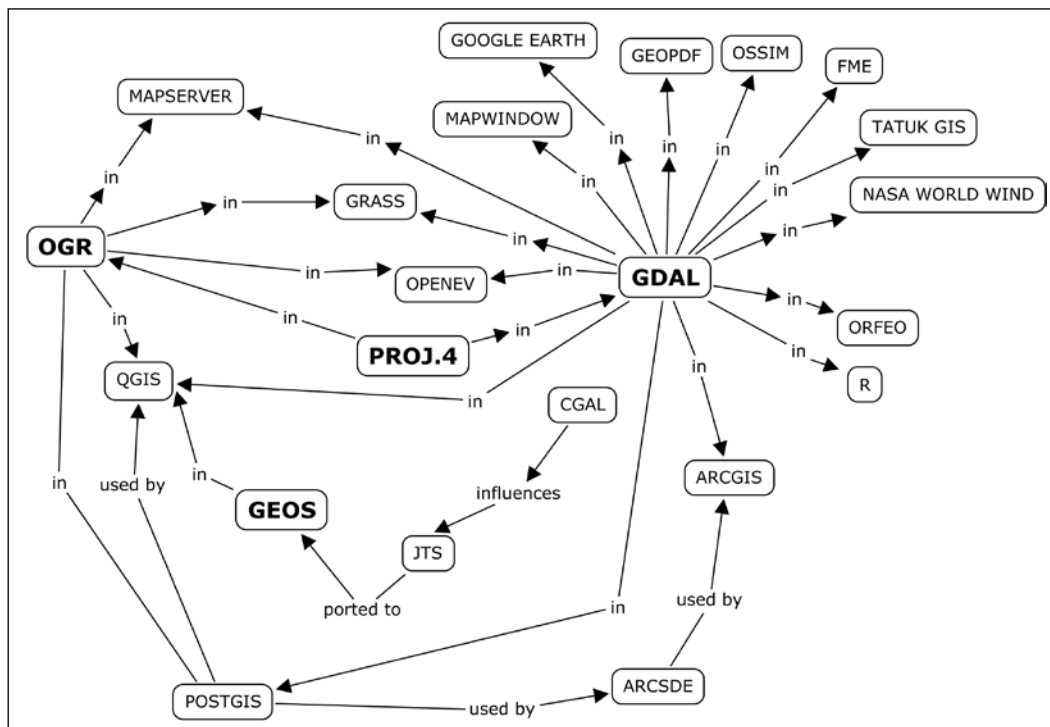 GOOGLE EARTH
GEOPDF
OSSIM
FME
MAPSERVER
MAPWINDOW
TATUK GIS
in
in
in
in
in
in
in
in
in
NASA WORLD WIND
GRASS
in
in
in
OGR
in
in
OPENEV
GDAL
in
in
in
in
ORFEO
in
PROJ.4
in
QGIS
in
in
R
CGAL
in
used by
in
influences
ARCGIS
GEOS
JTS
ported to
in
used by
POSTGIS
used by
ARCSDE